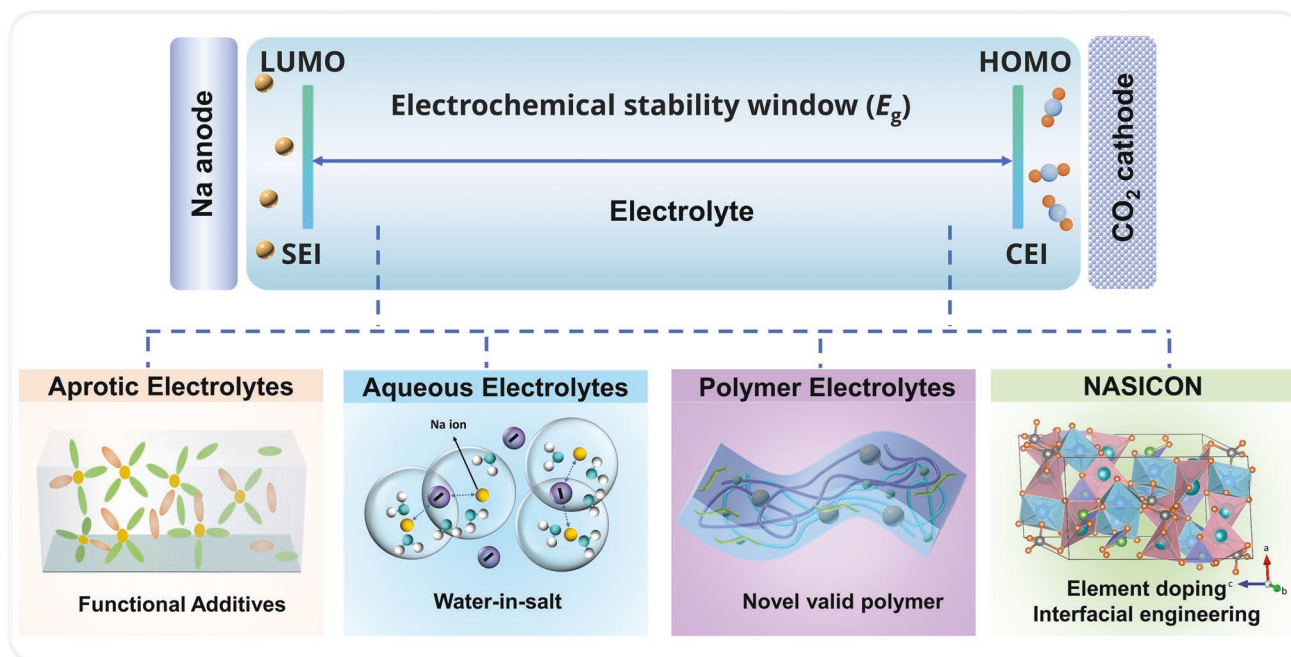 LUMO
HOMO
Electrochemical stability window (Eg)
Na anode
CO2 cathode
Electrolyte
SEI
CEI
Aprotic Electrolytes
Functional Additives
Aqueous Electrolytes
Na ion
Water-in-salt
Polymer Electrolytes
Novel valid polymer
NASICON
a
c
b
Element doping
Interfacial engineering